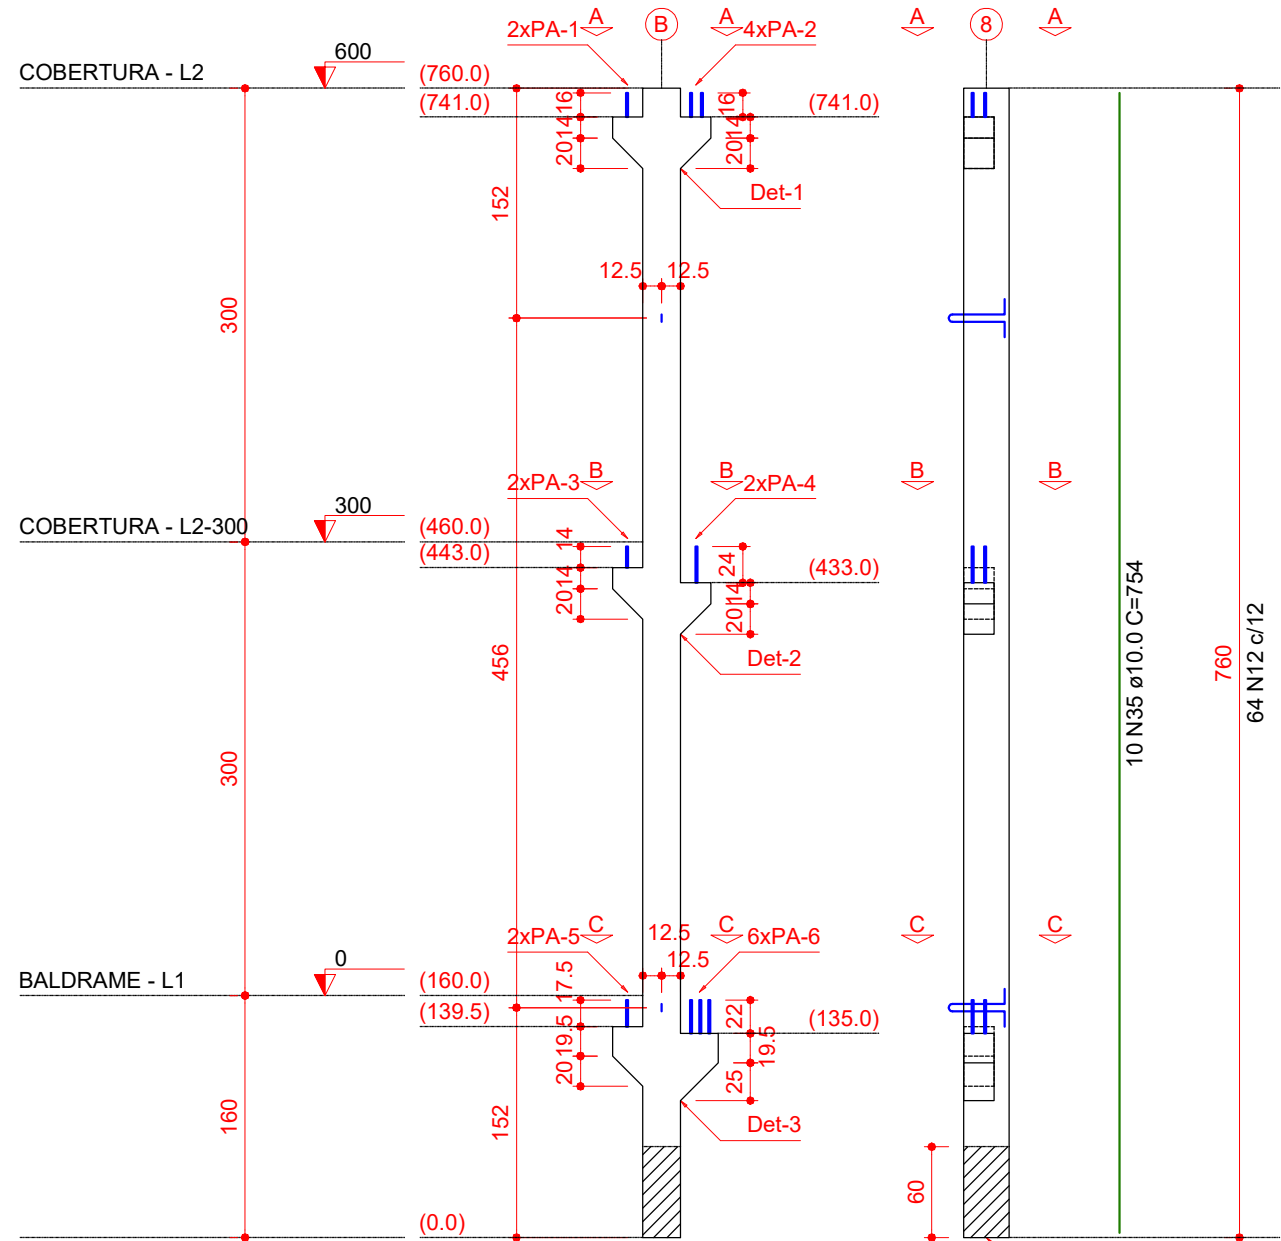 A
B
A
A
8
A
2xPA-1
4xPA-2
600
COBERTURA - L2
(760.0)
(741.0)
16
14
20
16
14
20
(741.0)
Det-1
152
12.5
12.5
300
B
B
B
B
2xPA-3
2xPA-4
300
COBERTURA - L2-300
(460.0)
(443.0)
14
14
20
24
14
20
(433.0)
Det-2
456
10 N35 ø10.0 C=754
760
64 N12 c/12
300
C
C
C
C
2xPA-5
12.5
12.5
6xPA-6
0
BALDRAME - L1
(160.0)
(139.5)
17.5
19.5
20
22
19.5
25
(135.0)
Det-3
160
152
60
(0.0)